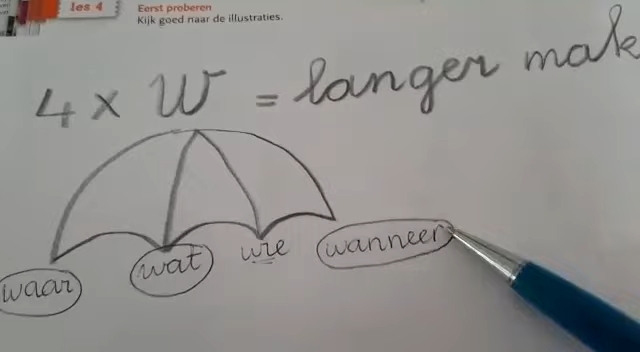 les 4
Eerst proberen
Kijk goed naar de illustraties.
4 x W = langer mak
waar wat wie wanneer